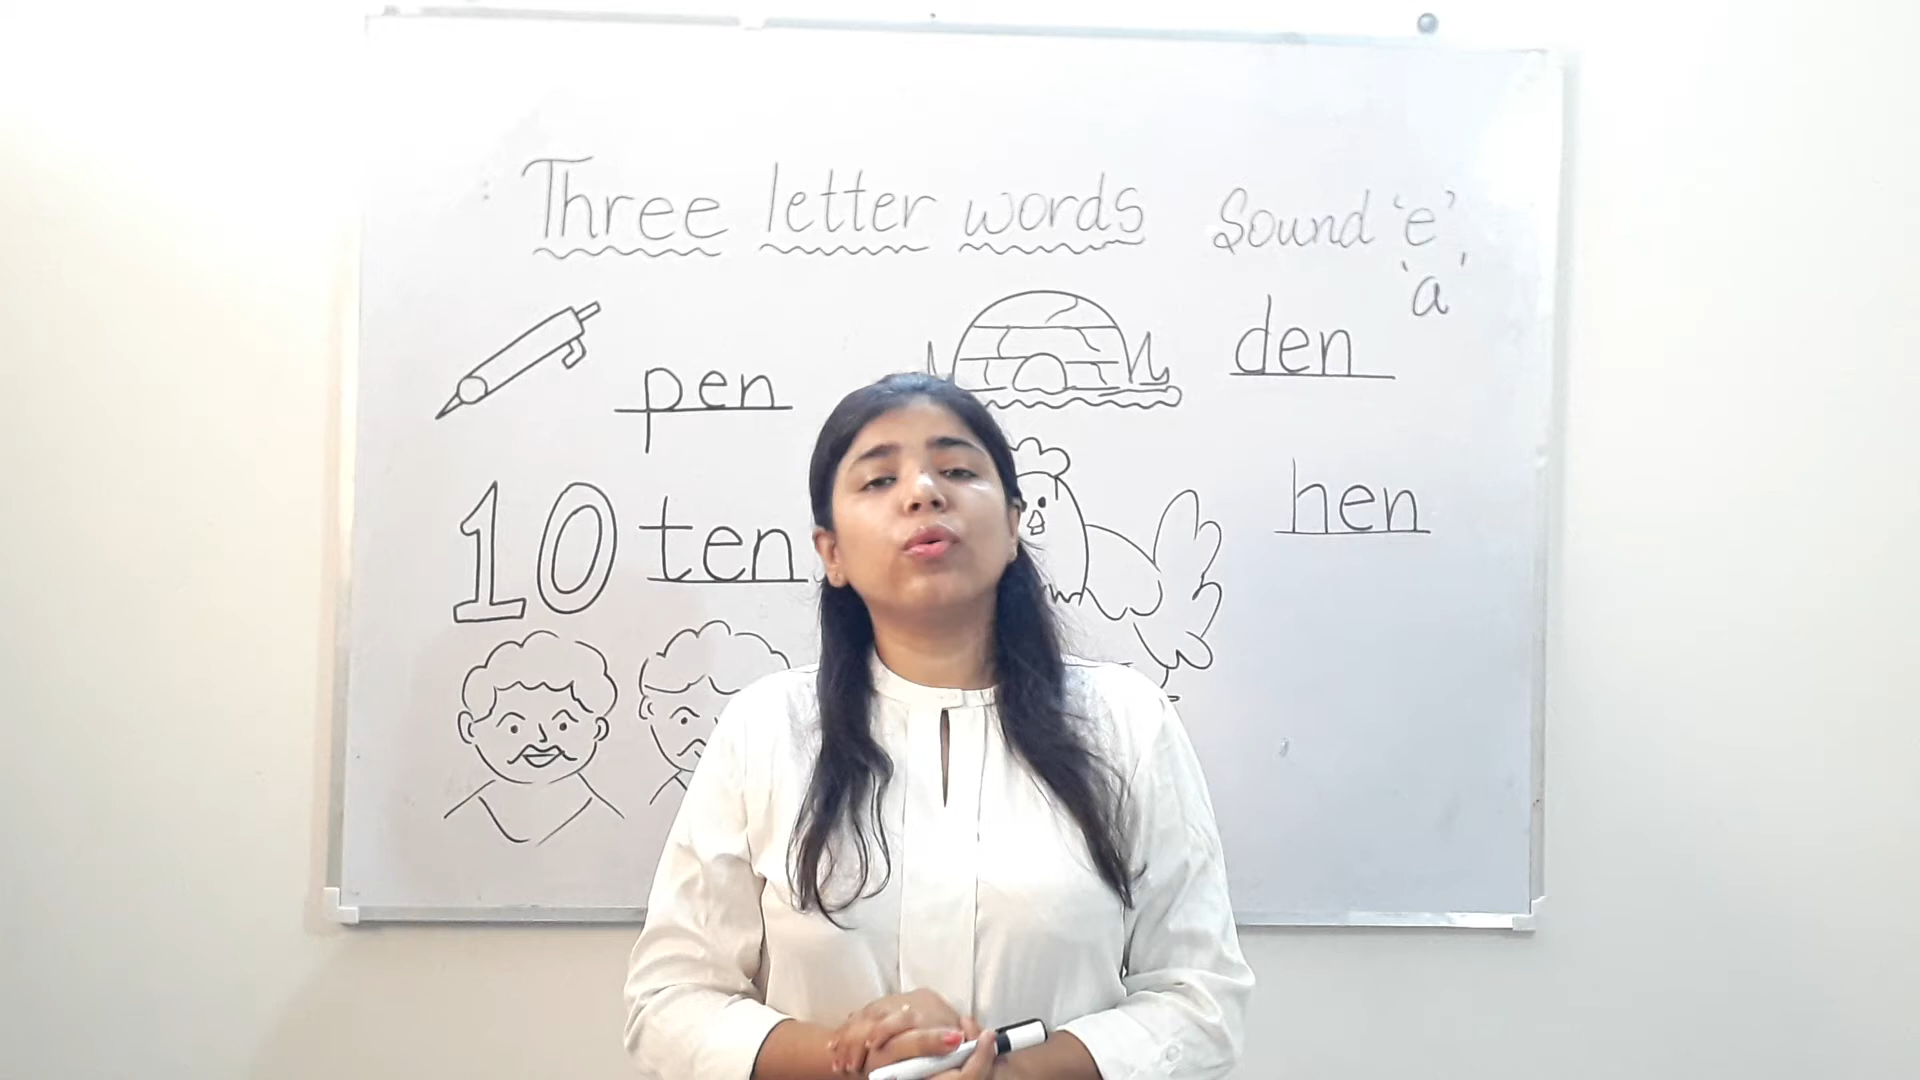 Three letter words Sound 'e',
'a'
pen
den
10 ten
hen